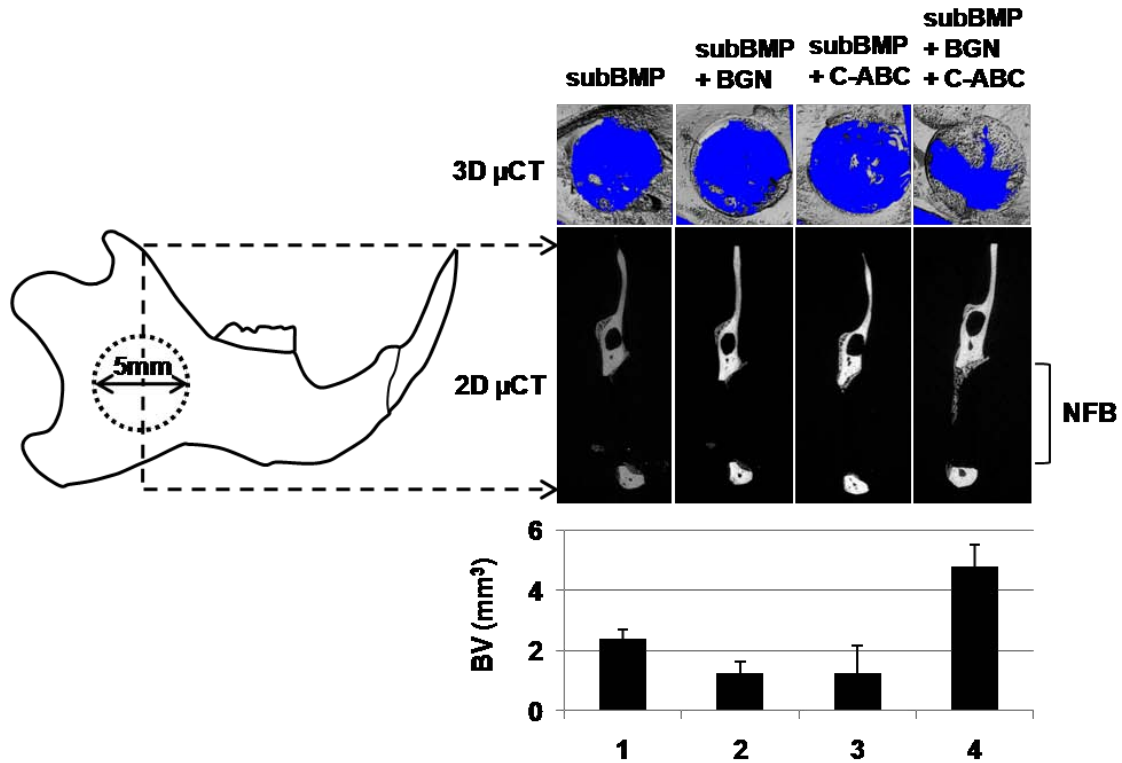 subBMP
subBMP
+ BGN
subBMP
+ C-ABC
subBMP
+ BGN
+ C-ABC
3D µCT
5mm
2D µCT
NFB
BV (mm³)
6
4
2
0
1 2 3 4